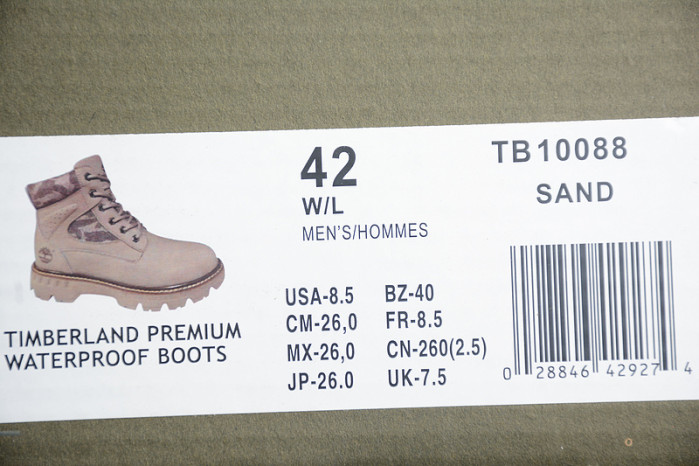 42
W/L
MEN'S/HOMMES
TB10088
SAND
TIMBERLAND PREMIUM
WATERPROOF BOOTS
USA-8.5 BZ-40
CM-26,0 FR-8.5
MX-26,0 CN-260(2.5)
JP-26.0 UK-7.5
0 28846 42927 4